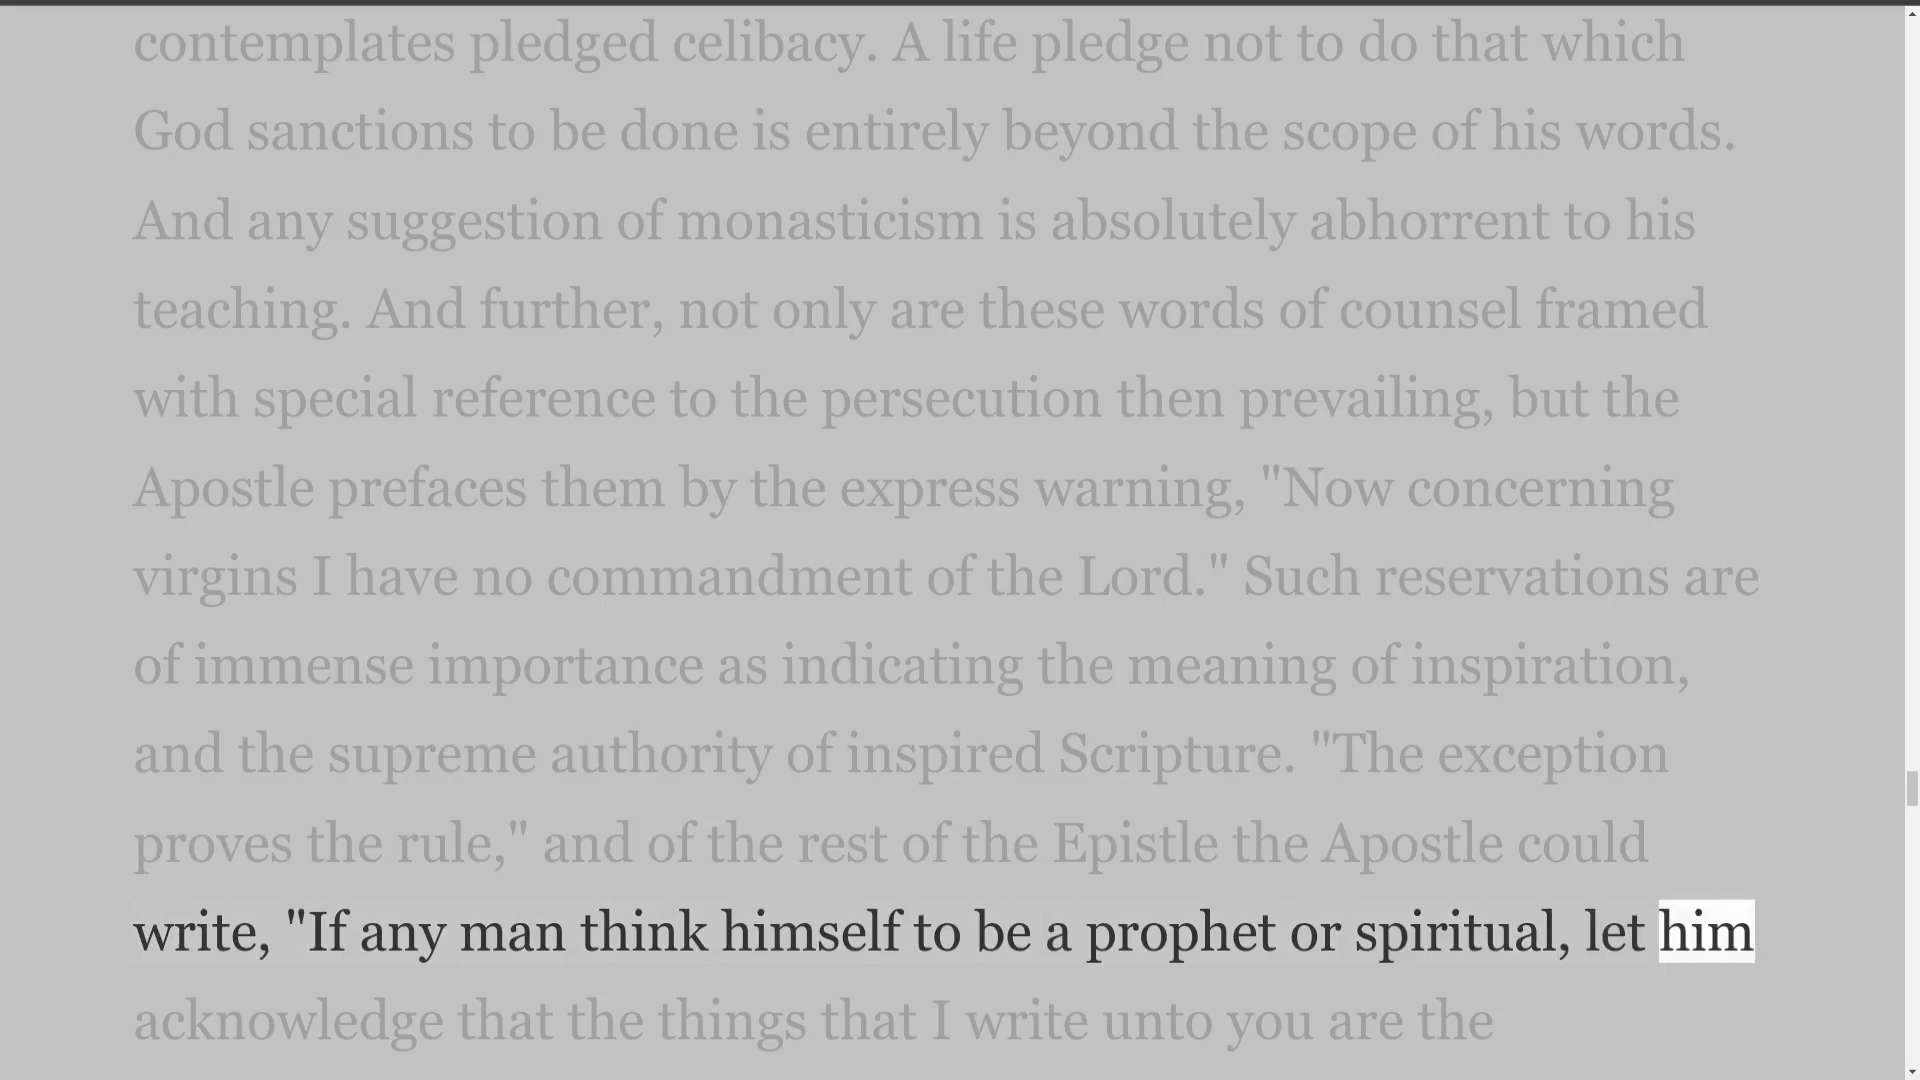 contemplates pledged celibacy. A life pledge not to do that which
God sanctions to be done is entirely beyond the scope of his words.
And any suggestion of monasticism is absolutely abhorrent to his
teaching. And further, not only are these words of counsel framed
with special reference to the persecution then prevailing, but the
Apostle prefaces them by the express warning, "Now concerning
virgins I have no commandment of the Lord." Such reservations are
of immense importance as indicating the meaning of inspiration,
and the supreme authority of inspired Scripture. "The exception
proves the rule," and of the rest of the Epistle the Apostle could
write, "If any man think himself to be a prophet or spiritual, let him
acknowledge that the things that I write unto you are the